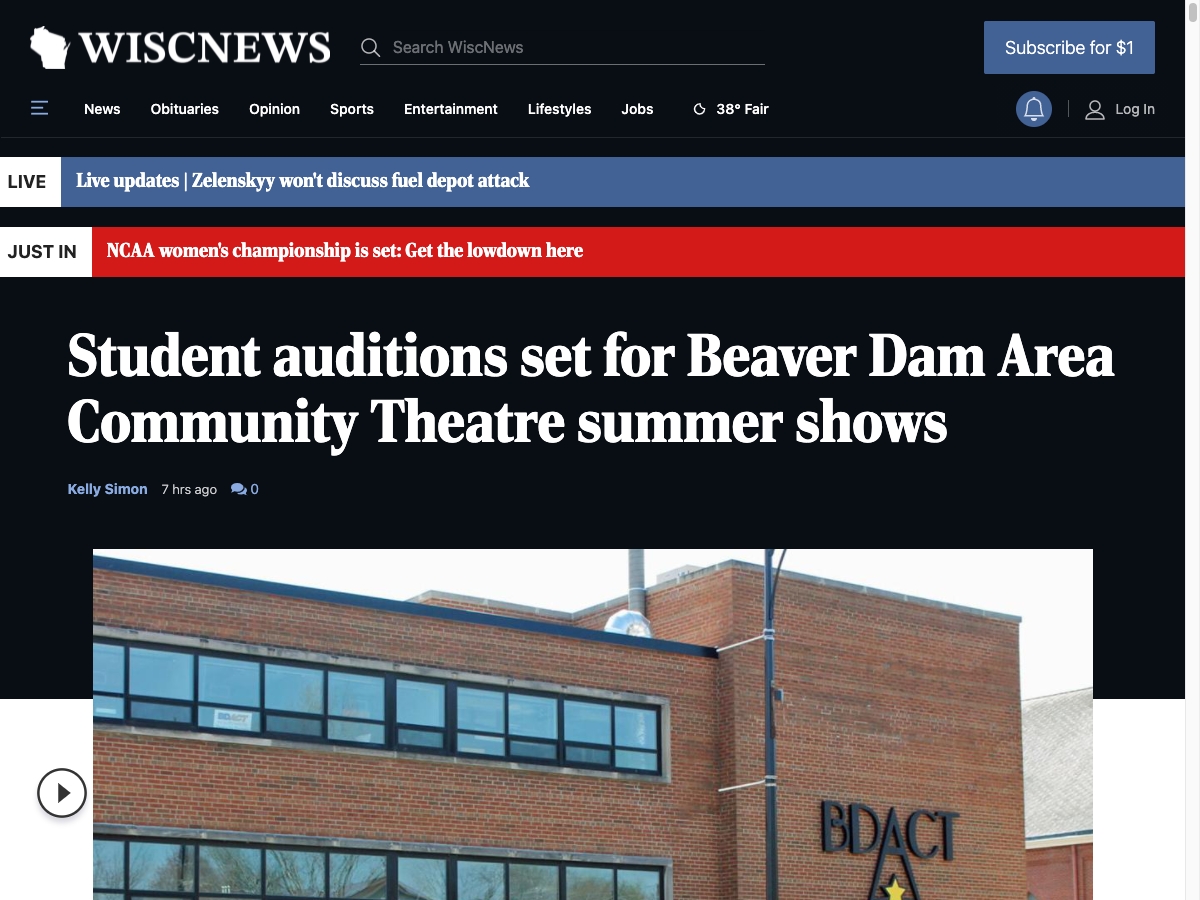 WISCNEWS
Search WiscNews
Subscribe for $1
News
Obituaries
Opinion
Sports
Entertainment
Lifestyles
Jobs
38° Fair
Log In
LIVE
Live updates | Zelenskyy won't discuss fuel depot attack
JUST IN
NCAA women's championship is set: Get the lowdown here
Student auditions set for Beaver Dam Area
Community Theatre summer shows
Kelly Simon
7 hrs ago
0
BDACT
BDACT